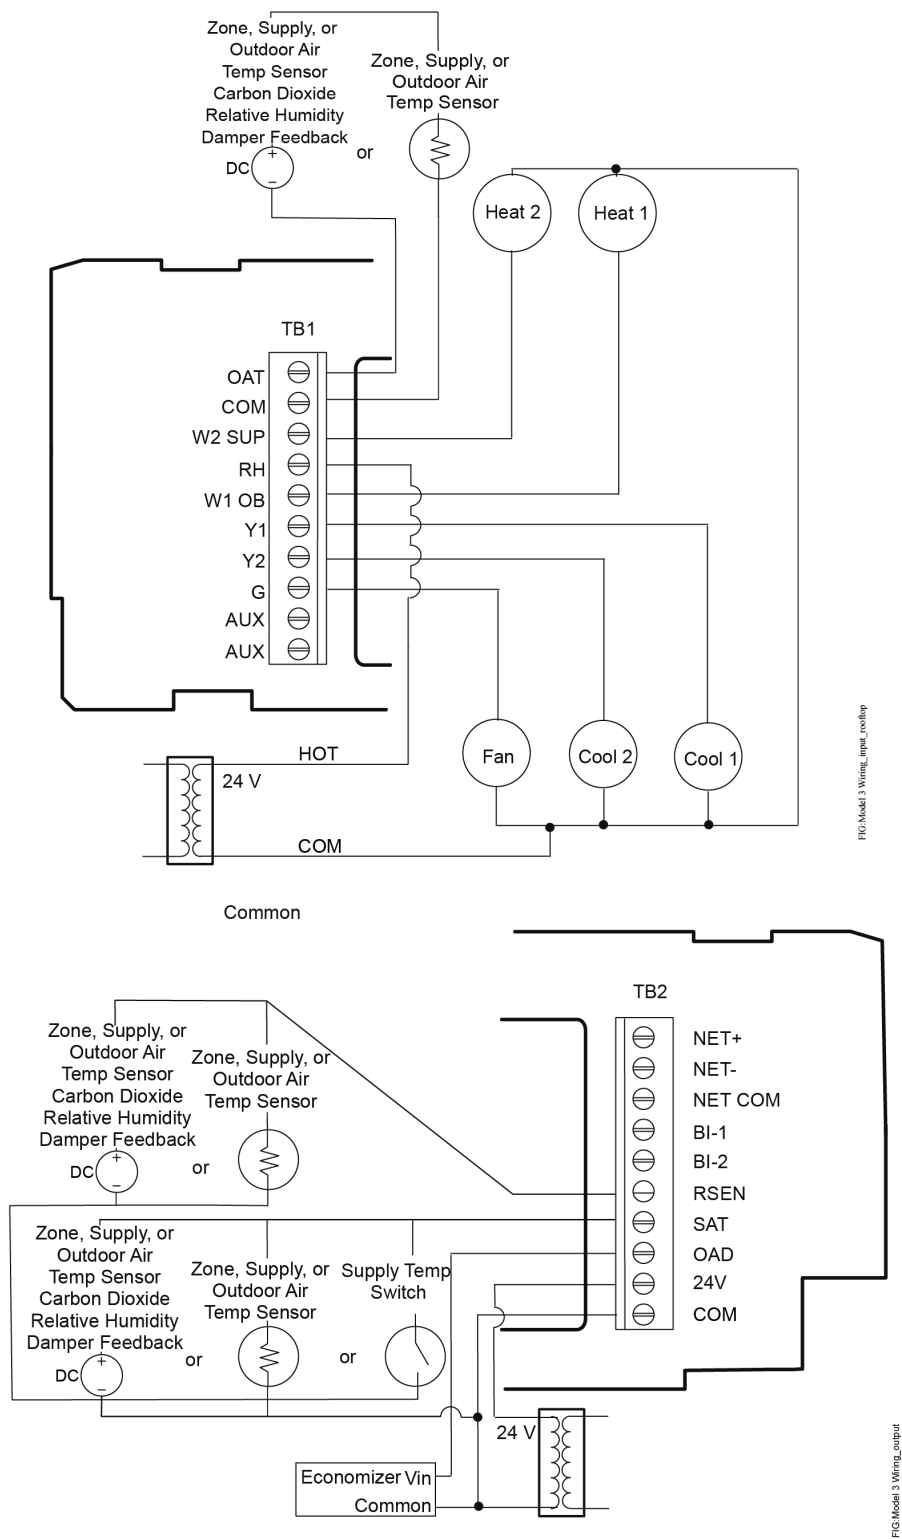 Zone, Supply, or
Outdoor Air
Temp Sensor
Carbon Dioxide
Relative Humidity
Damper Feedback
+
DC
−
or
Zone, Supply, or
Outdoor Air
Temp Sensor
Heat 2
Heat 1
TB1
OAT
COM
W2 SUP
RH
W1 OB
Y1
Y2
G
AUX
AUX
HOT
24 V
COM
Fan
Cool 2
Cool 1
FIG:Model 3 Wiring_input_rooftop
Common
TB2
NET+
NET-
NET COM
BI-1
BI-2
RSEN
SAT
OAD
24V
COM
Zone, Supply, or
Outdoor Air
Temp Sensor
Carbon Dioxide
Relative Humidity
Damper Feedback
+
DC
−
or
Zone, Supply, or
Outdoor Air
Temp Sensor
Zone, Supply, or
Outdoor Air
Temp Sensor
Carbon Dioxide
Relative Humidity
Damper Feedback
+
DC
−
or
Zone, Supply, or
Outdoor Air
Temp Sensor
or
Supply Temp
Switch
24 V
Economizer Vin
Common
FIG:Model 3 Wiring_output